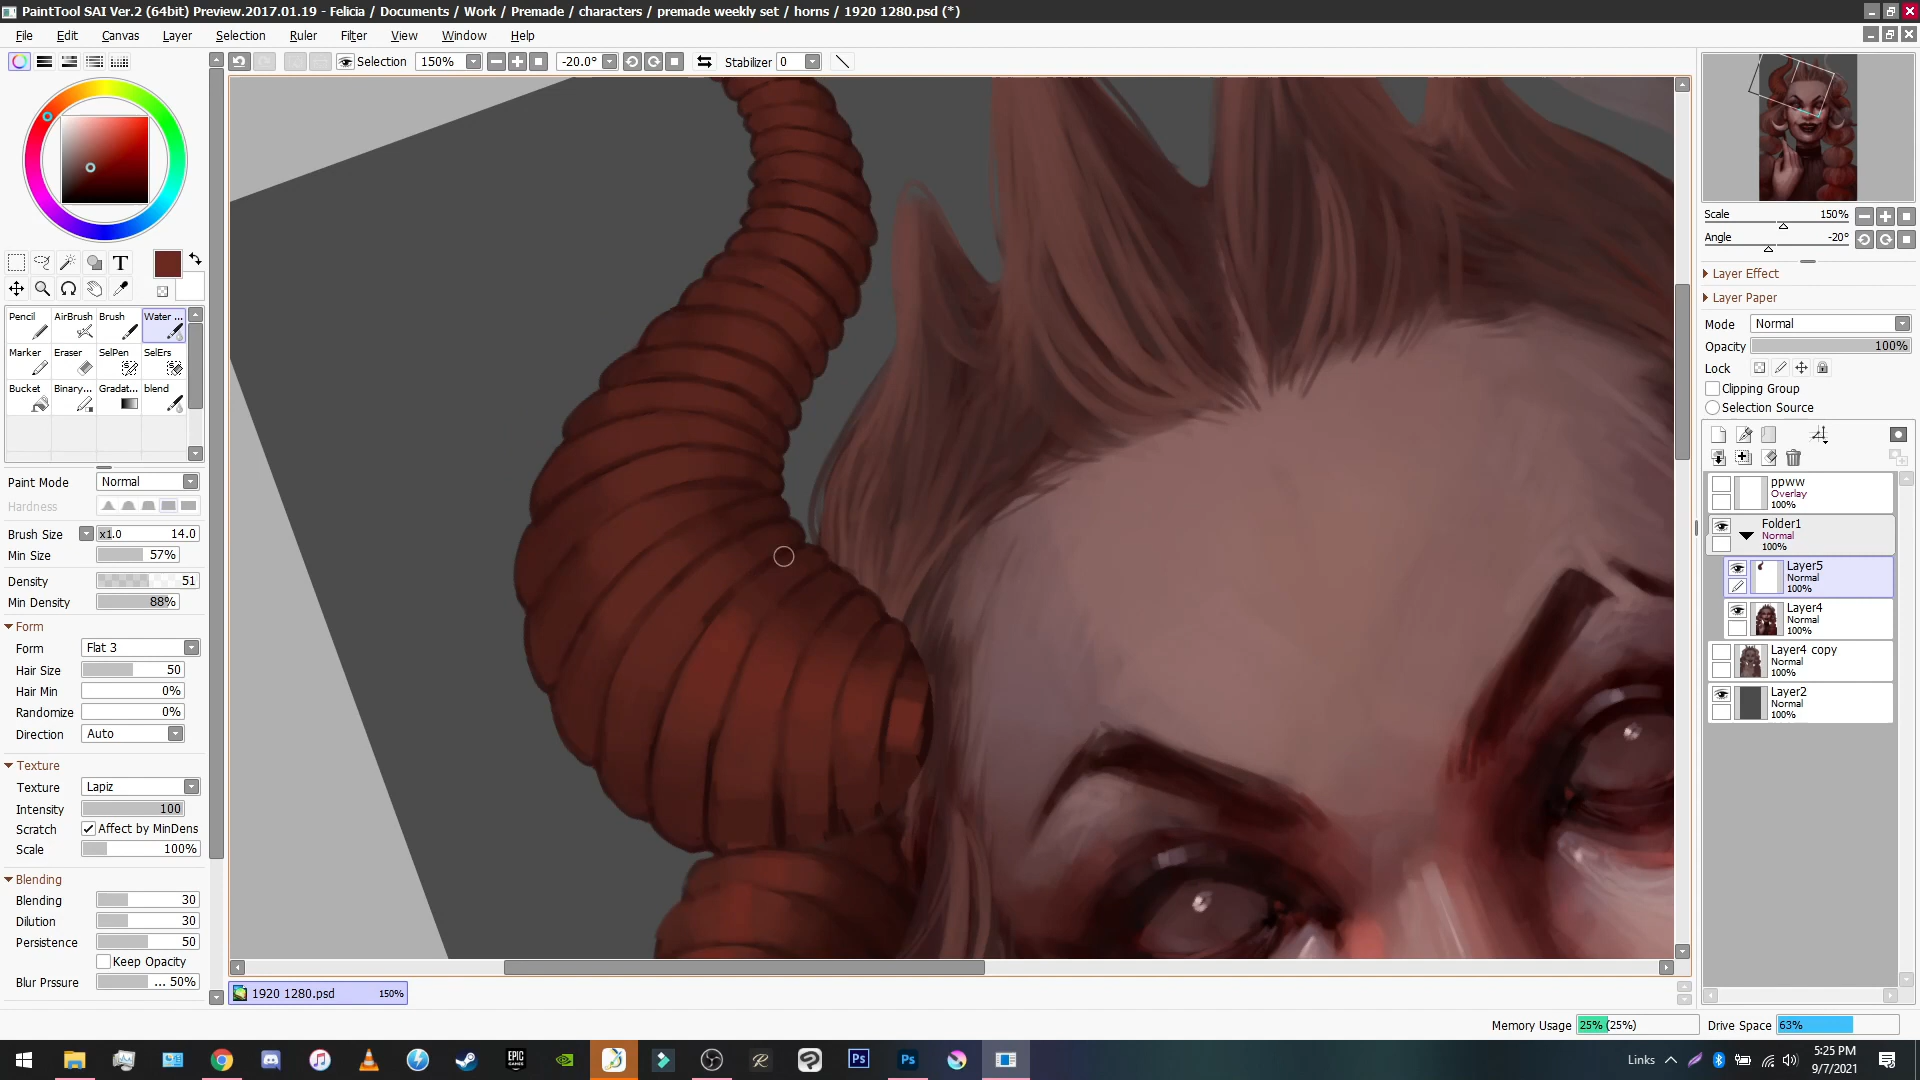 PaintTool SAI Ver.2 (64bit) Preview.2017.01.19 - Felicia / Documents / Work / Premade / characters / premade weekly set / horns / 1920 1280.psd (*)
File Edit Canvas Layer Selection Ruler Filter View Window Help
Selection 150% -20.0° Stabilizer 0
Scale 150%
Angle -20°
T
Layer Effect
Layer Paper
Pencil AirBrush Brush Water ...
Mode Normal
Opacity 100%
Marker Eraser SelPen SelErs
Lock
Bucket Binary... Gradat... blend
Clipping Group
Selection Source
Paint Mode Normal
Hardness
Brush Size x1.0 14.0
Min Size 57%
Density 51
Min Density 88%
Form
Form Flat 3
Hair Size 50
Hair Min 0%
Randomize 0%
Direction Auto
Texture
Texture Lapiz
Intensity 100
Scratch Affect by MinDens
Scale 100%
Blending
Blending 30
Dilution 30
Persistence 50
Keep Opacity
Blur Prssure ... 50%
ppww
Overlay
100%
Folder1
Normal
100%
Layer5
Normal
100%
Layer4
Normal
100%
Layer4 copy
Normal
100%
Layer2
Normal
100%
1920 1280.psd 150%
Memory Usage 25% (25%) Drive Space 63%
EPIC
GAMES
Ps
Ps
Links
5:25 PM
9/7/2021